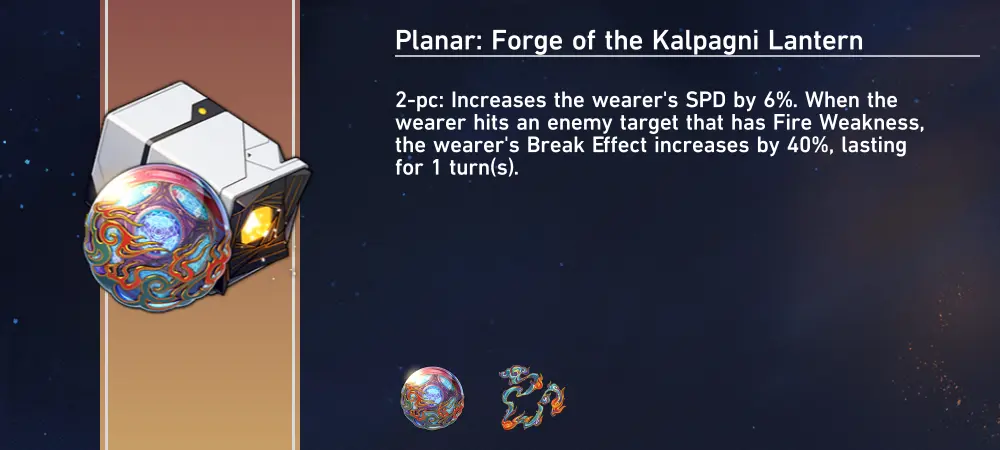 Planar: Forge of the Kalpagni Lantern
2-pc: Increases the wearer's SPD by 6%. When the
wearer hits an enemy target that has Fire Weakness,
the wearer's Break Effect increases by 40%, lasting
for 1 turn(s).